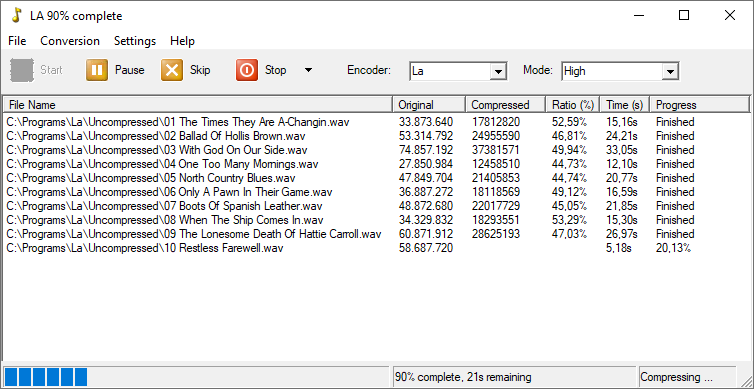 LA 90% complete
File Conversion Settings Help
Start Pause Skip Stop Encoder: La Mode: High
File Name Original Compressed Ratio (%) Time (s) Progress
C:\Programs\La\Uncompressed\01 The Times They Are A-Changin.wav 33.873.640 17812820 52,59% 15,16s Finished
C:\Programs\La\Uncompressed\02 Ballad Of Hollis Brown.wav 53.314.792 24955590 46,81% 24,21s Finished
C:\Programs\La\Uncompressed\03 With God On Our Side.wav 74.857.192 37381571 49,94% 33,05s Finished
C:\Programs\La\Uncompressed\04 One Too Many Mornings.wav 27.850.984 12458510 44,73% 12,10s Finished
C:\Programs\La\Uncompressed\05 North Country Blues.wav 47.849.704 21405853 44,74% 20,77s Finished
C:\Programs\La\Uncompressed\06 Only A Pawn In Their Game.wav 36.887.272 18118569 49,12% 16,59s Finished
C:\Programs\La\Uncompressed\07 Boots Of Spanish Leather.wav 48.872.680 22017729 45,05% 21,85s Finished
C:\Programs\La\Uncompressed\08 When The Ship Comes In.wav 34.329.832 18293551 53,29% 15,30s Finished
C:\Programs\La\Uncompressed\09 The Lonesome Death Of Hattie Carroll.wav 60.871.912 28625193 47,03% 26,97s Finished
C:\Programs\La\Uncompressed\10 Restless Farewell.wav 58.687.720 5,18s 20,13%
90% complete, 21s remaining Compressing ...